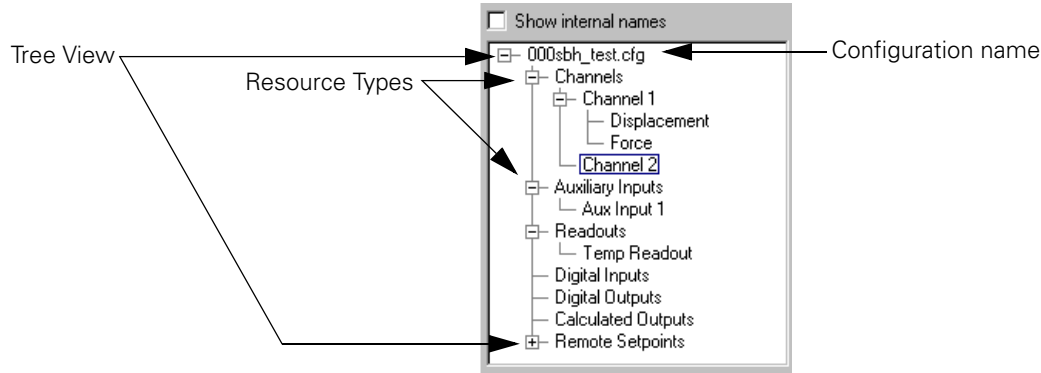 Show internal names
Tree View
000sbh_test.cfg
Configuration name
Resource Types
Channels
Channel 1
Displacement
Force
Channel 2
Auxiliary Inputs
Aux Input 1
Readouts
Temp Readout
Digital Inputs
Digital Outputs
Calculated Outputs
Remote Setpoints